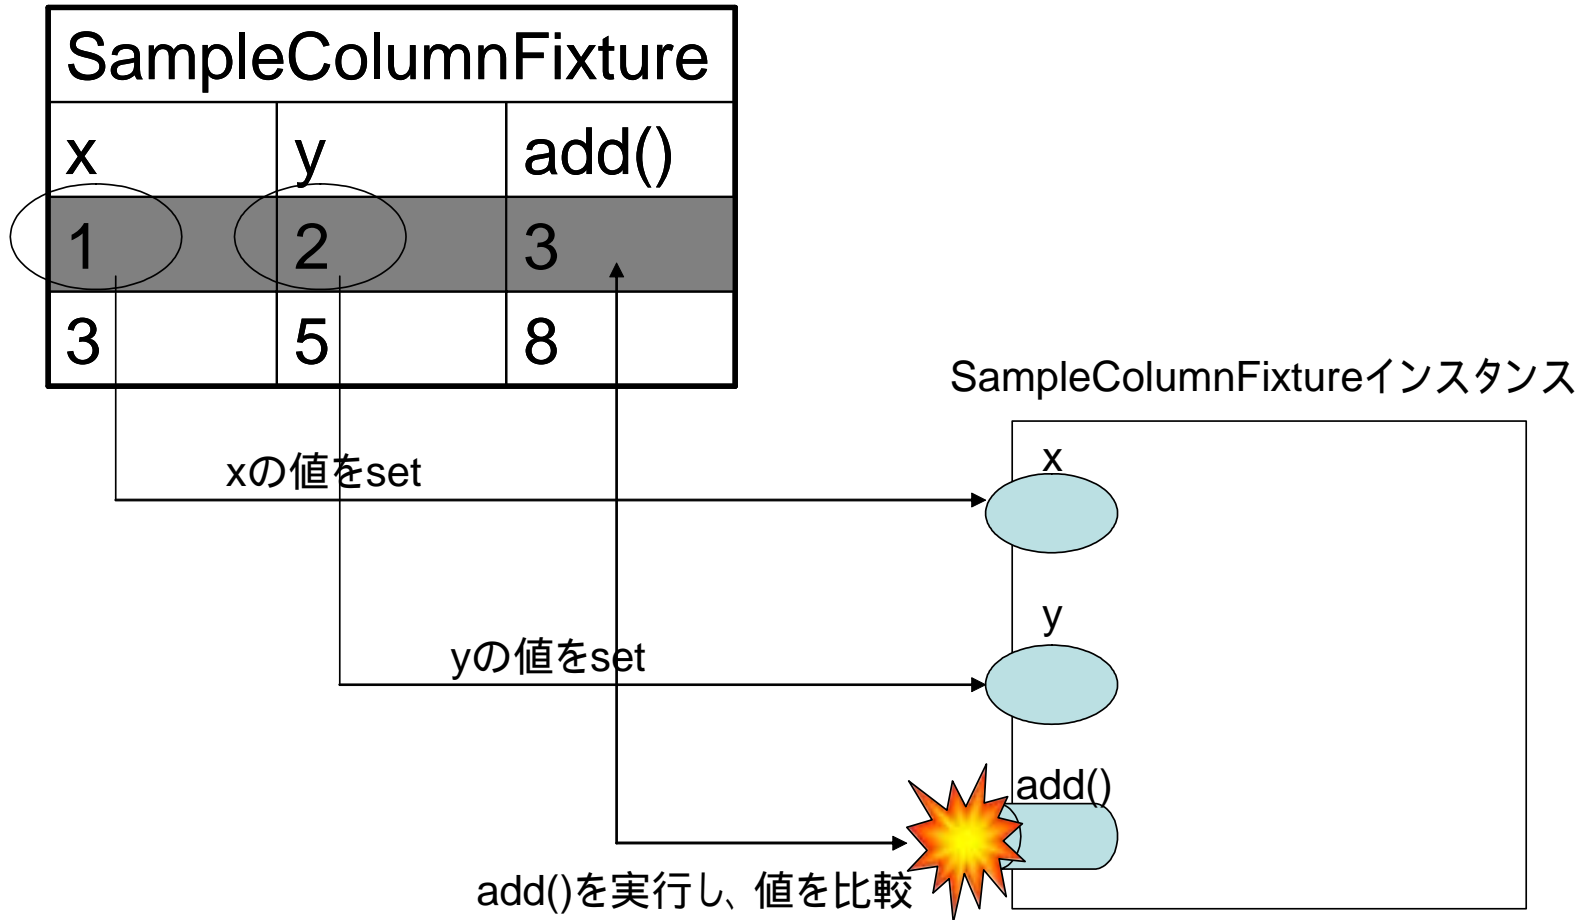 SampleColumnFixture
x y add()
1 2 3
3 5 8
SampleColumnFixtureインスタンス
x
xの値をset
y
yの値をset
add()
add()を実行し、値を比較